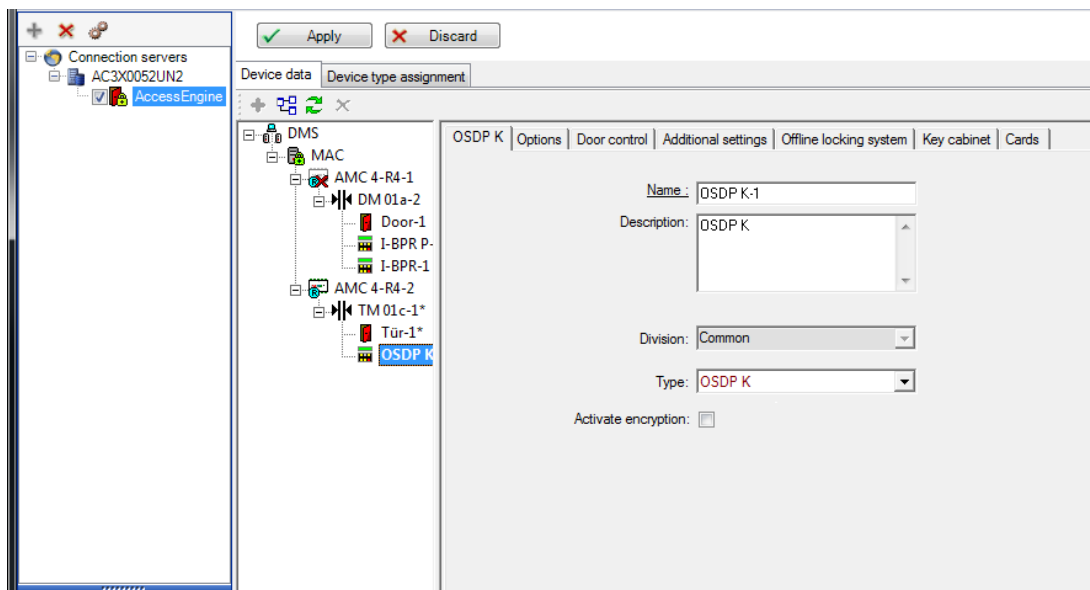 Apply
Discard
Connection servers
AC3X0052UN2
AccessEngine
Device data
Device type assignment
DMS
MAC
AMC 4-R4-1
DM 01a-2
Door-1
I-BPR P-
I-BPR-1
AMC 4-R4-2
TM 01c-1*
Tür-1*
OSDP K
OSDP K
Options
Door control
Additional settings
Offline locking system
Key cabinet
Cards
Name :
OSDP K-1
Description:
OSDP K
Division:
Common
Type:
OSDP K
Activate encryption: